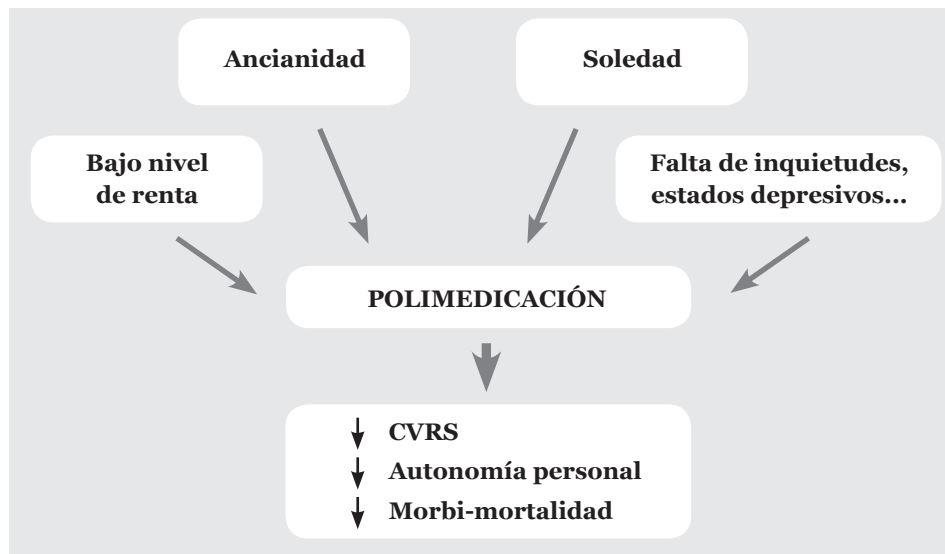 Ancianidad
Soledad
Bajo nivel
de renta
Falta de inquietudes,
estados depresivos...
POLIMEDICACIÓN
CVRS
Autonomía personal
Morbi-mortalidad